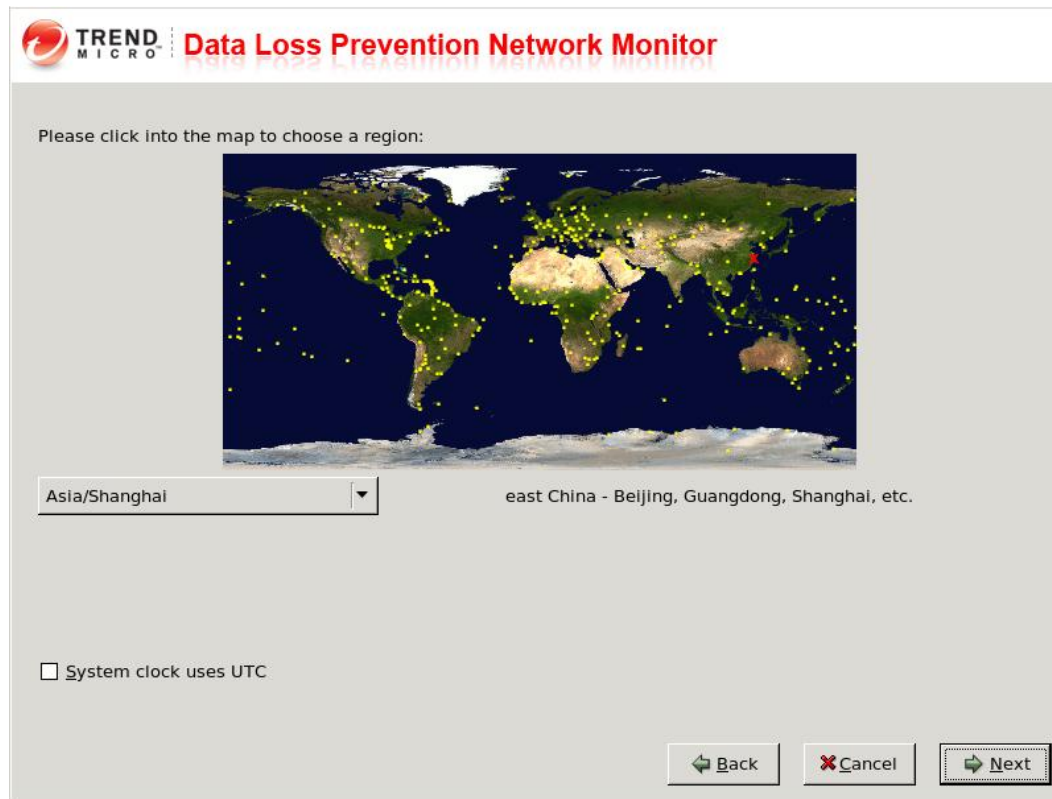 TREND MICRO Data Loss Prevention Network Monitor
Please click into the map to choose a region:
Asia/Shanghai east China - Beijing, Guangdong, Shanghai, etc.
System clock uses UTC
Back Cancel Next